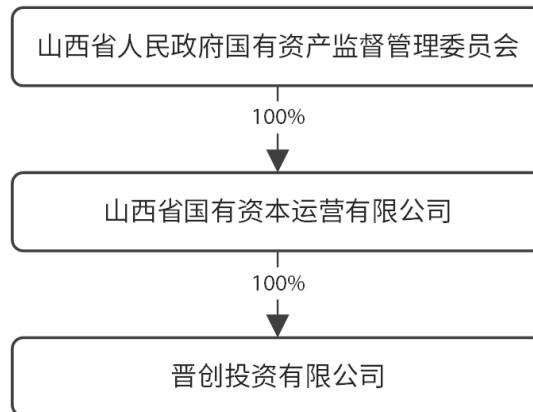 山西省人民政府国有资产监督管理委员会
100%
山西省国有资本运营有限公司
100%
晋创投资有限公司